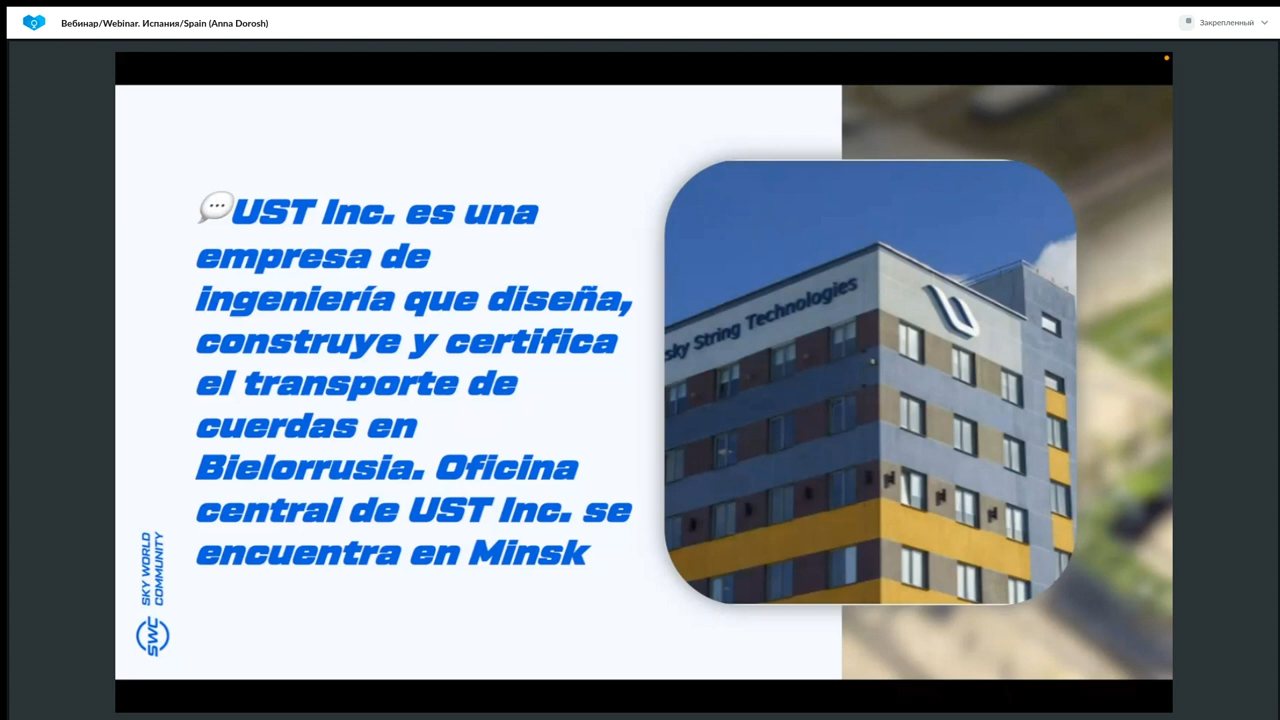 Вебинар/Webinar. Испания/Spain (Anna Dorosh)
Закрепленный
💬UST Inc. es una
empresa de
ingeniería que diseña,
construye y certifica
el transporte de
cuerdas en
Bielorrusia. Oficina
central de UST Inc. se
encuentra en Minsk
sky String Technologies
SKY WORLD
COMMUNITY
SWC